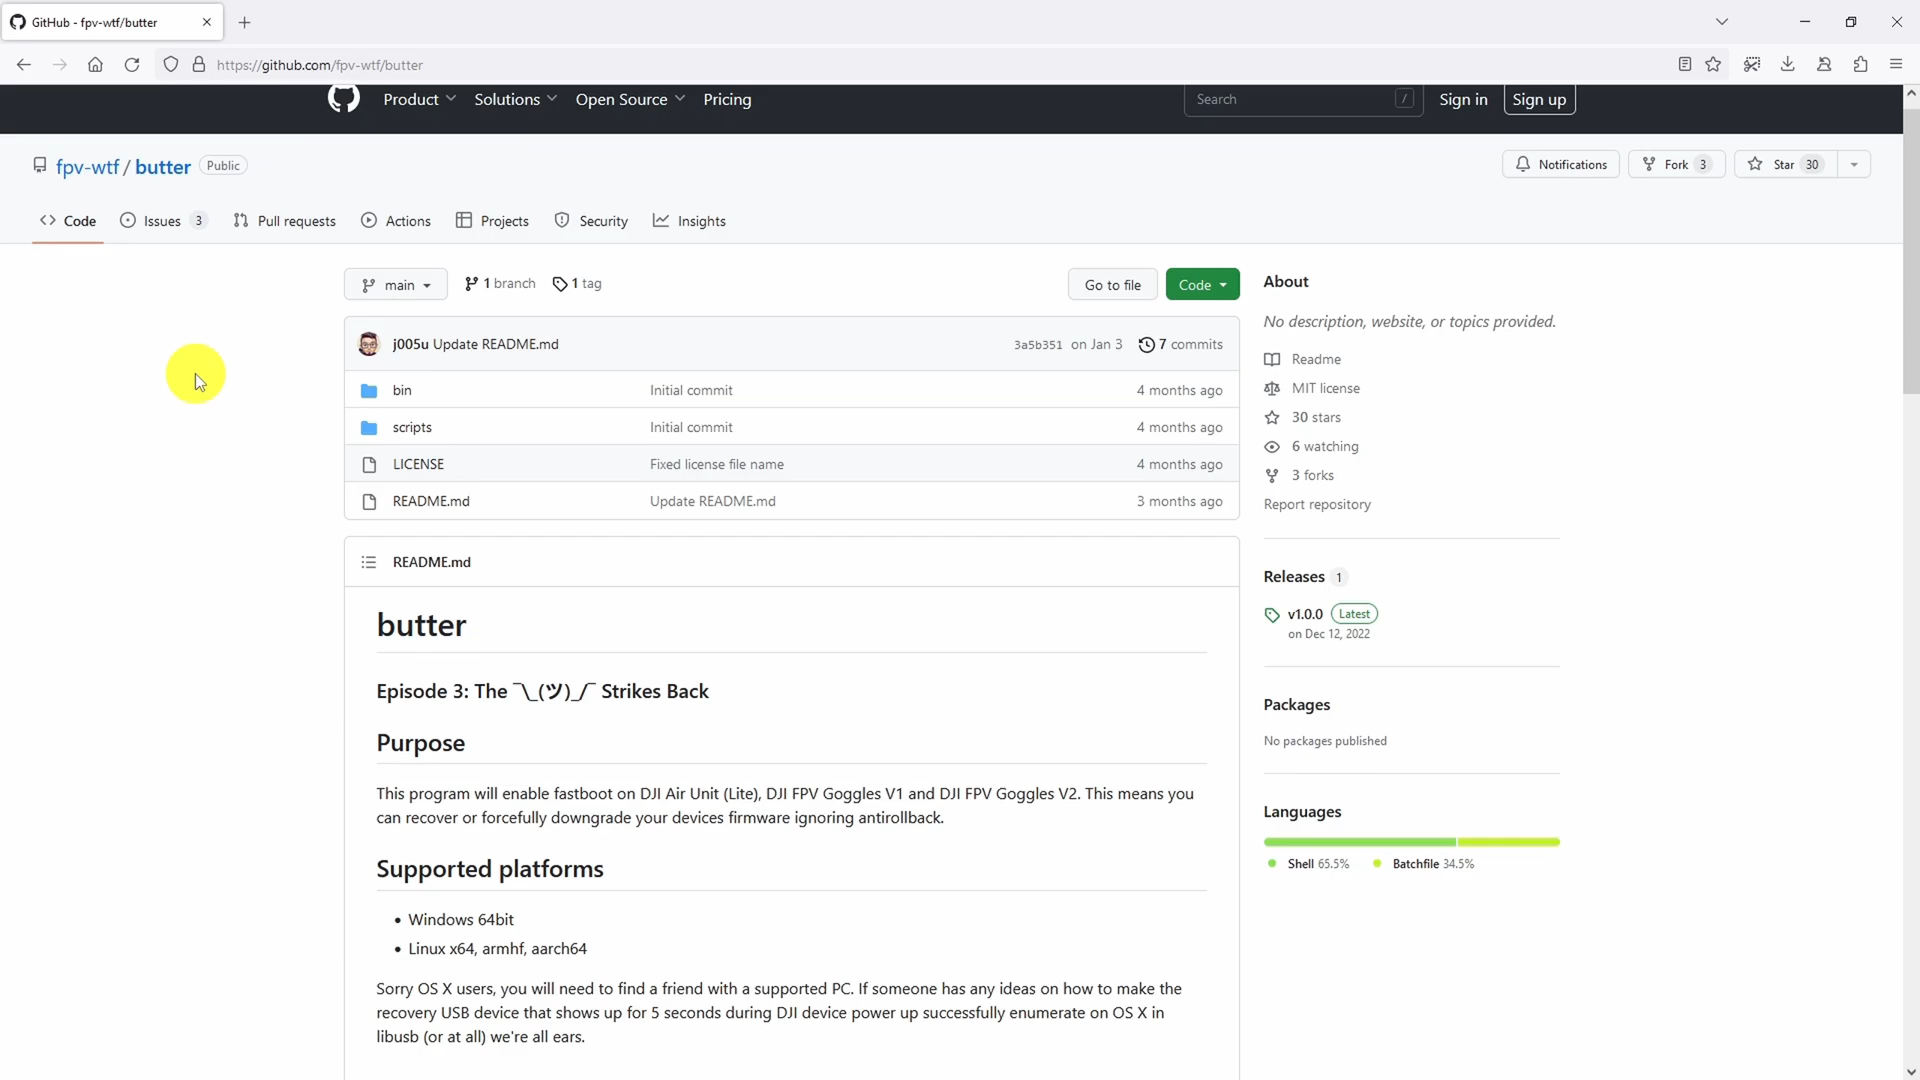 GitHub - fpv-wtf/butter
https://github.com/fpv-wtf/butter
Product Solutions Open Source Pricing Search / Sign in Sign up
fpv-wtf / butter Public Notifications Fork 3 Star 30
Code Issues 3 Pull requests Actions Projects Security Insights
main 1 branch 1 tag Go to file Code
j005u Update README.md 3a5b351 on Jan 3 7 commits
bin Initial commit 4 months ago
scripts Initial commit 4 months ago
LICENSE Fixed license file name 4 months ago
README.md Update README.md 3 months ago
README.md
butter
Episode 3: The ¯\_(ツ)_/¯ Strikes Back
Purpose
This program will enable fastboot on DJI Air Unit (Lite), DJI FPV Goggles V1 and DJI FPV Goggles V2. This means you
can recover or forcefully downgrade your devices firmware ignoring antirollback.
Supported platforms
• Windows 64bit
• Linux x64, armhf, aarch64
Sorry OS X users, you will need to find a friend with a supported PC. If someone has any ideas on how to make the
recovery USB device that shows up for 5 seconds during DJI device power up successfully enumerate on OS X in
libusb (or at all) we're all ears.
About
No description, website, or topics provided.
Readme
MIT license
30 stars
6 watching
3 forks
Report repository
Releases 1
v1.0.0 Latest
on Dec 12, 2022
Packages
No packages published
Languages
Shell 65.5% Batchfile 34.5%